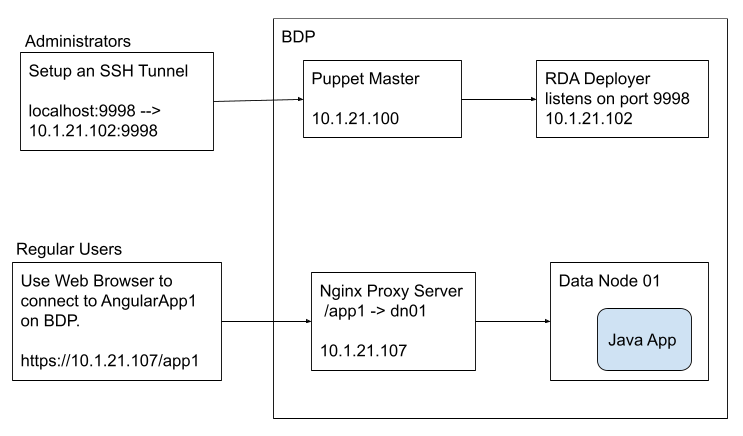 Administrators
Setup an SSH Tunnel
localhost:9998 -->
10.1.21.102:9998
BDP
Puppet Master
10.1.21.100
RDA Deployer
listens on port 9998
10.1.21.102
Regular Users
Use Web Browser to
connect to AngularApp1
on BDP.
https://10.1.21.107/app1
Nginx Proxy Server
/app1 -> dn01
10.1.21.107
Data Node 01
Java App